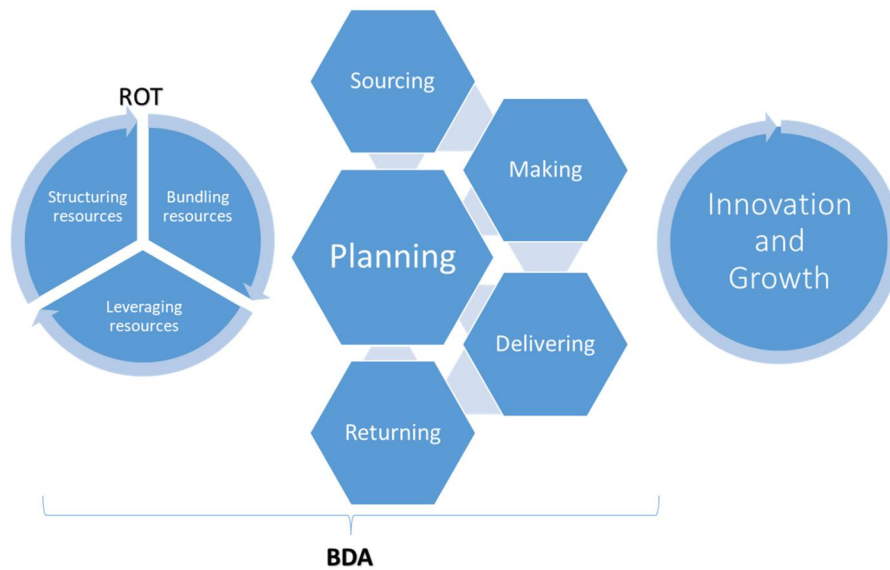 ROT
Structuring
resources
Bundling
resources
Leveraging
resources
Sourcing
Making
Planning
Delivering
Returning
Innovation
and
Growth
BDA